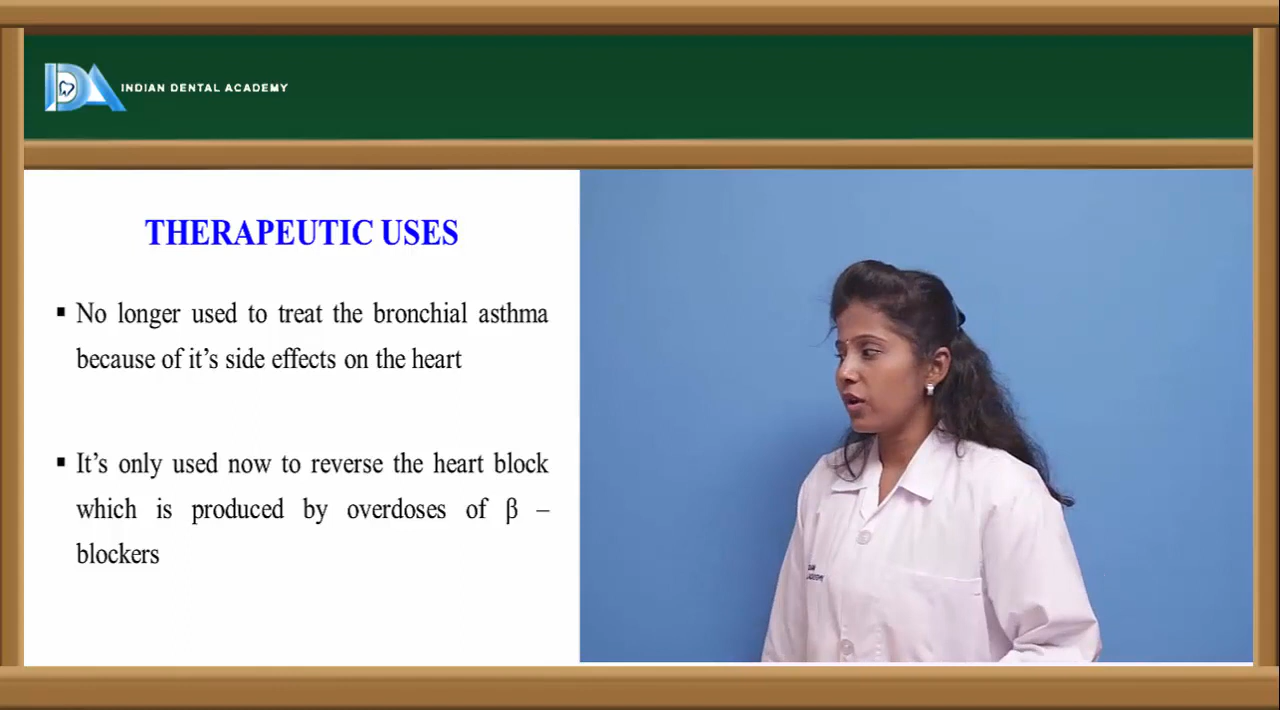 INDIAN DENTAL ACADEMY
THERAPEUTIC USES
▪ No longer used to treat the bronchial asthma
because of it’s side effects on the heart
▪ It’s only used now to reverse the heart block
which is produced by overdoses of β –
blockers